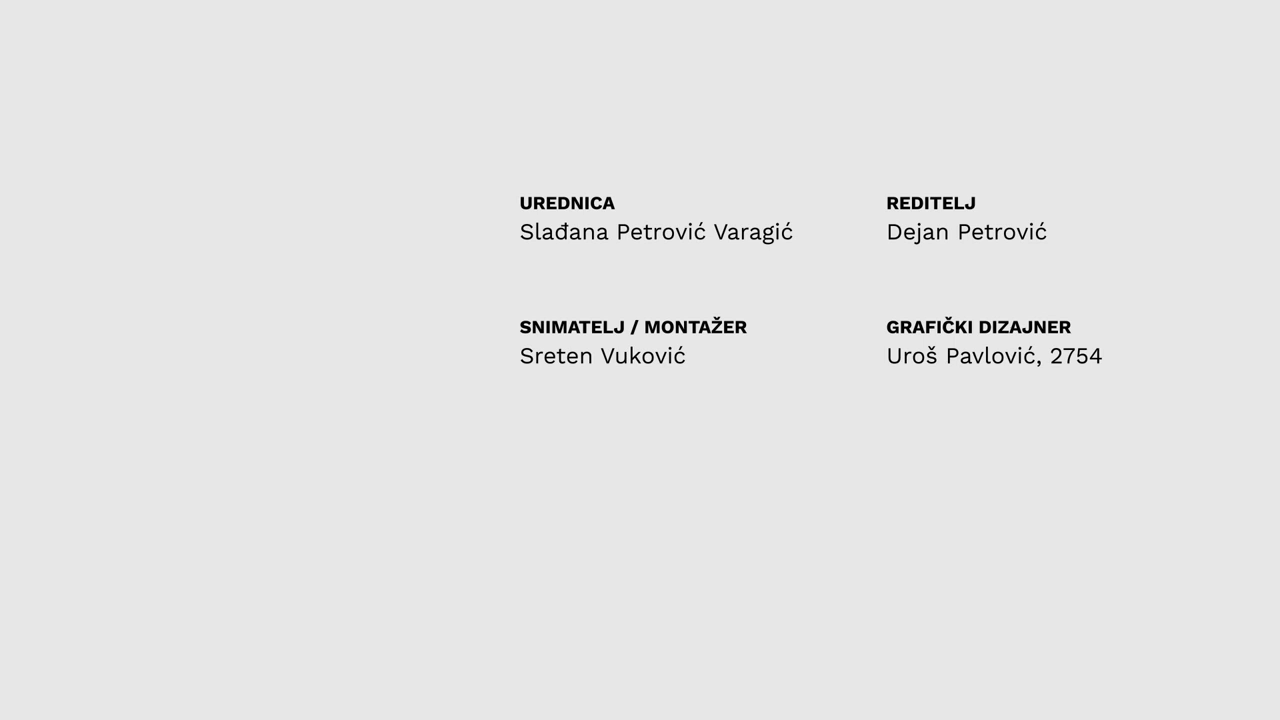 UREDNICA
Slađana Petrović Varagić
REDITELJ
Dejan Petrović
SNIMATELJ / MONTAŽER
Sreten Vuković
GRAFIČKI DIZAJNER
Uroš Pavlović, 2754